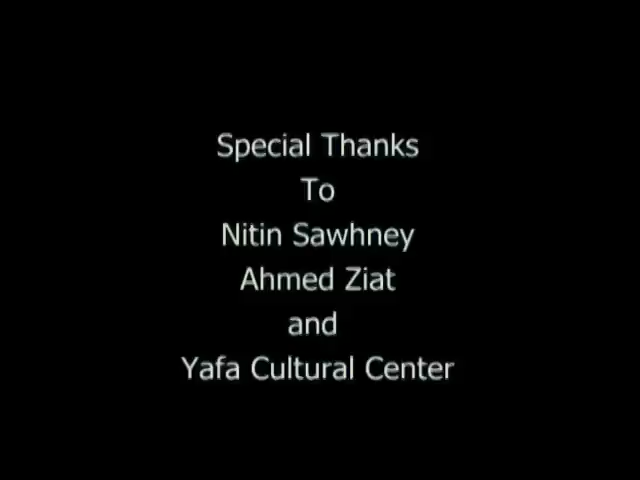 Special Thanks
To
Nitin Sawhney
Ahmed Ziat
and
Yafa Cultural Center